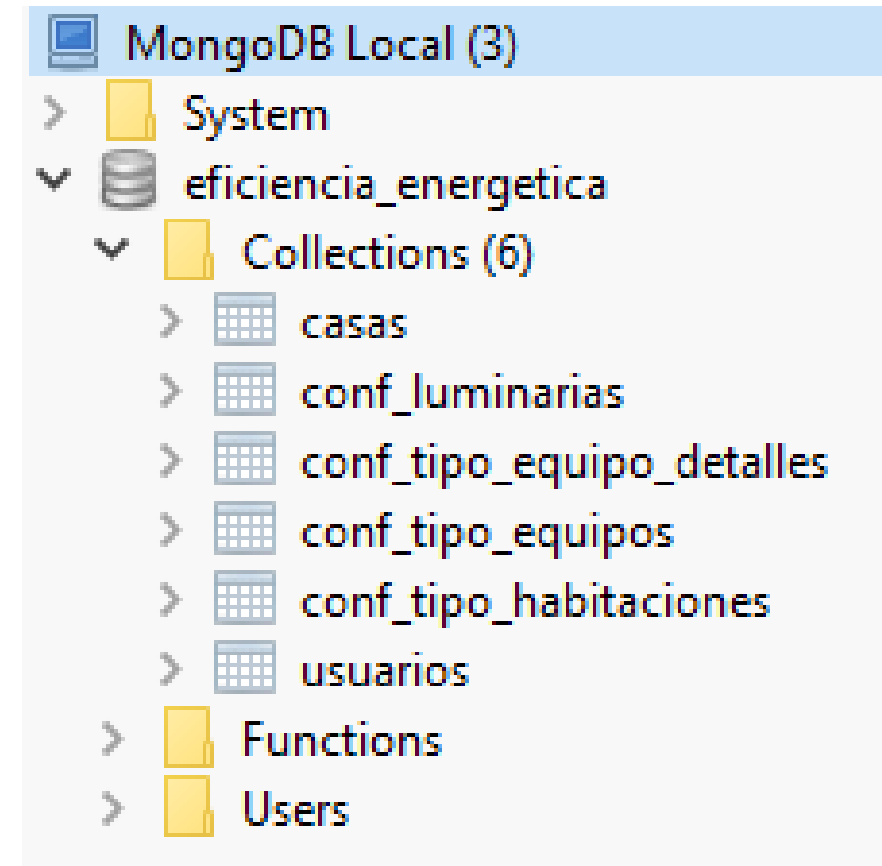 MongoDB Local (3)
System
eficiencia_energetica
Collections (6)
casas
conf_luminarias
conf_tipo_equipo_detalles
conf_tipo_equipos
conf_tipo_habitaciones
usuarios
Functions
Users